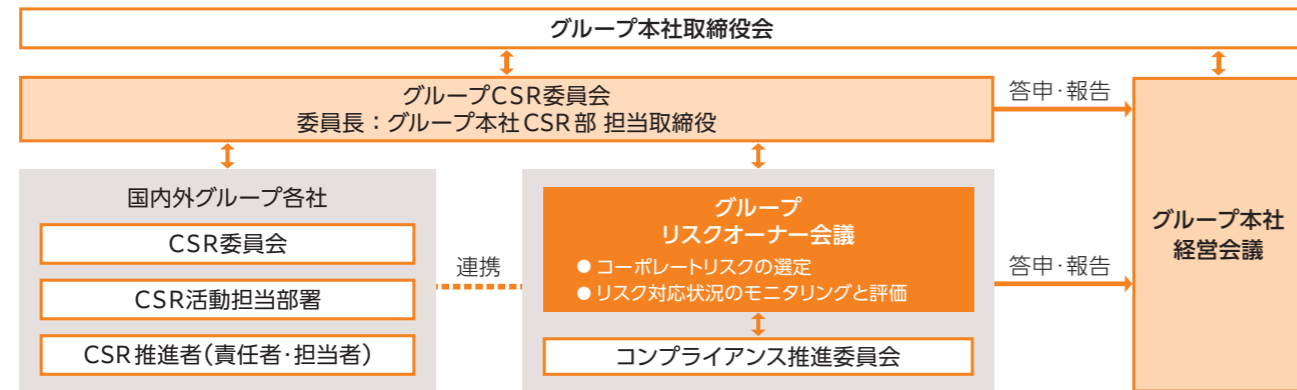 グループ本社取締役会
グループCSR委員会
委員長：グループ本社CSR部 担当取締役
答申・報告
国内外グループ各社
CSR委員会
CSR活動担当部署
CSR推進者(責任者・担当者)
連携
グループ
リスクオーナー会議
● コーポレートリスクの選定
● リスク対応状況のモニタリングと評価
コンプライアンス推進委員会
答申・報告
グループ本社
経営会議